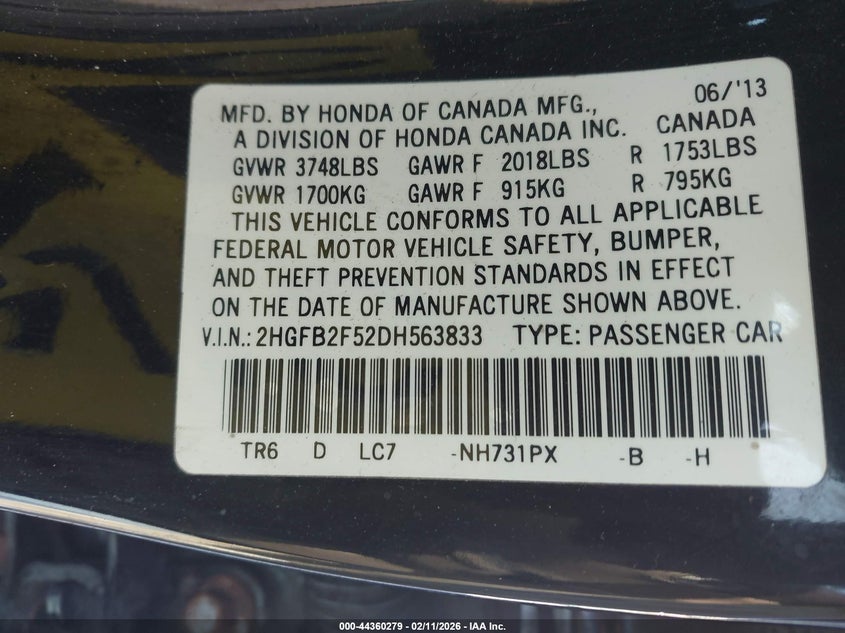 06/'13
MFD. BY HONDA OF CANADA MFG.,
A DIVISION OF HONDA CANADA INC. CANADA
GVWR 3748LBS GAWR F 2018LBS R 1753LBS
GVWR 1700KG GAWR F 915KG R 795KG
THIS VEHICLE CONFORMS TO ALL APPLICABLE
FEDERAL MOTOR VEHICLE SAFETY, BUMPER,
AND THEFT PREVENTION STANDARDS IN EFFECT
ON THE DATE OF MANUFACTURE SHOWN ABOVE.
V.I.N.: 2HGFB2F52DH563833 TYPE: PASSENGER CAR
TR6 D LC7 -NH731PX -B -H
000-44360279 - 02/11/2026 - IAA Inc.